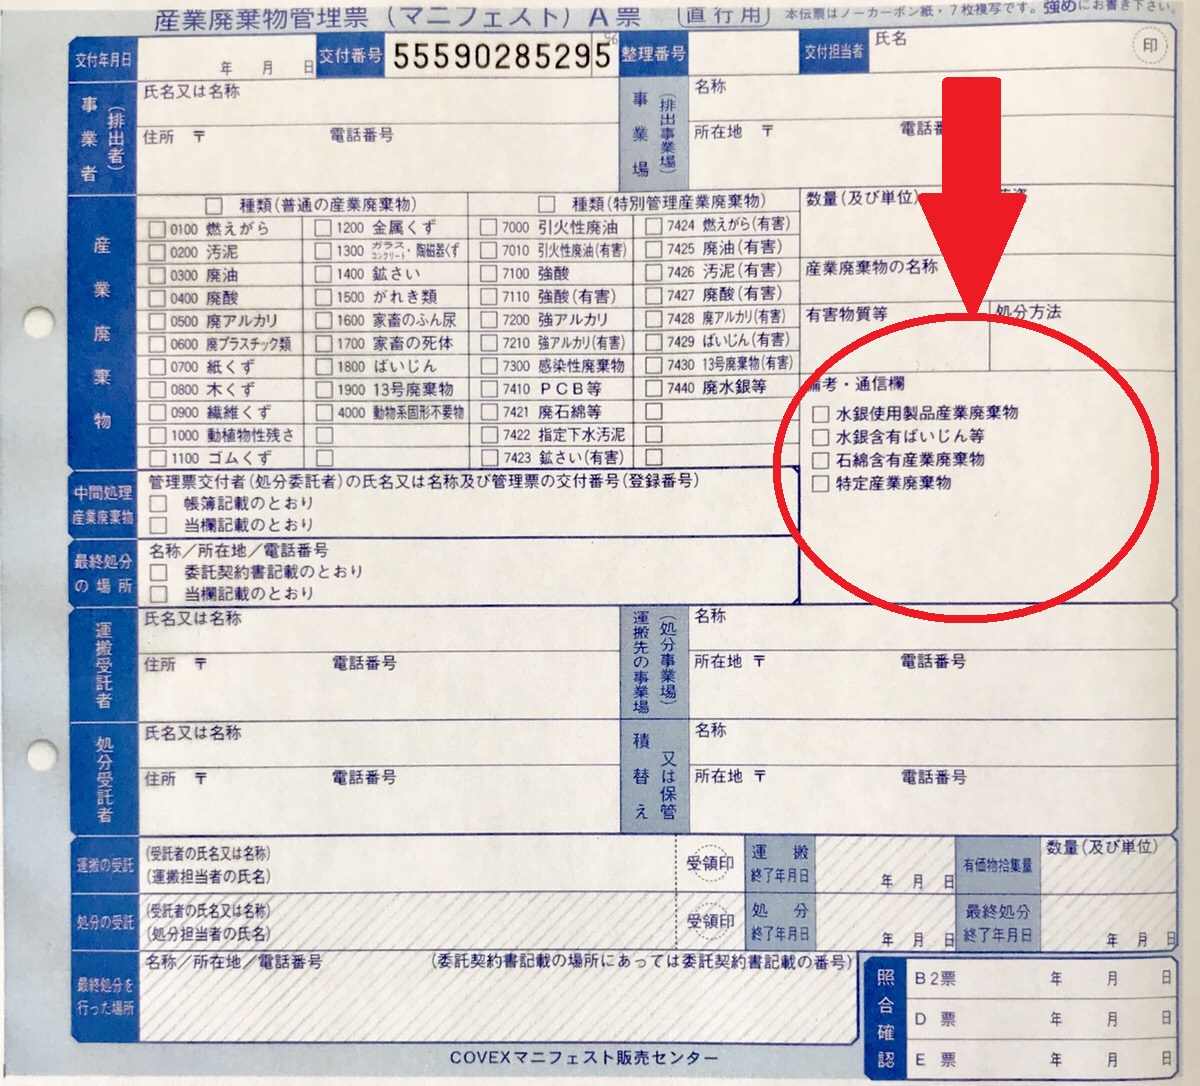 産業廃棄物管理票(マニフェスト)A票 (直行用) 本伝票はノーカーボン紙・7枚複写です。強めにお書き下さい。
交付年月日 年 月 日 交付番号 55590285295 整理番号 交付担当者 氏名 印
事業者(排出者) 氏名又は名称
住所 〒 電話番号
事業場(排出事業場) 名称
所在地 〒
産業廃棄物
種類(普通の産業廃棄物) 種類(特別管理産業廃棄物) 数量(及び単位)
0100 燃えがら 1200 金属くず 7000 引火性廃油 7424 燃えがら(有害)
0200 汚泥 1300 ガラス・コンクリート・陶磁器くず 7010 引火性廃油(有害) 7425 廃油(有害)
0300 廃油 1400 鉱さい 7100 強酸 7426 汚泥(有害) 産業廃棄物の名称
0400 廃酸 1500 がれき類 7110 強酸(有害) 7427 廃酸(有害)
0500 廃アルカリ 1600 家畜のふん尿 7200 強アルカリ 7428 廃アルカリ(有害) 有害物質等 処分方法
0600 廃プラスチック類 1700 家畜の死体 7210 強アルカリ(有害) 7429 ばいじん(有害)
0700 紙くず 1800 ばいじん 7300 感染性廃棄物 7430 13号廃棄物(有害)
0800 木くず 1900 13号廃棄物 7410 PCB等 7440 廃水銀等 備考・通信欄
0900 繊維くず 4000 動物系固形不要物 7421 廃石綿等 水銀使用製品産業廃棄物
1000 動植物性残さ 7422 指定下水汚泥 水銀含有ばいじん等
1100 ゴムくず 7423 鉱さい(有害) 石綿含有産業廃棄物
特定産業廃棄物
中間処理産業廃棄物 管理票交付者(処分委託者)の氏名又は名称及び管理票の交付番号(登録番号)
帳簿記載のとおり
当欄記載のとおり
最終処分の場所 名称/所在地/電話番号
委託契約書記載のとおり
当欄記載のとおり
運搬受託者 氏名又は名称
住所 〒 電話番号
運搬先の事業場(処分事業場) 名称
所在地 〒 電話番号
処分受託者 氏名又は名称
住所 〒 電話番号
積替え又は保管 名称
所在地 〒 電話番号
運搬の受託 (受託者の氏名又は名称)
(運搬担当者の氏名) 受領印 運搬終了年月日 年 月 日 有価物拾集量 数量(及び単位)
処分の受託 (受託者の氏名又は名称)
(処分担当者の氏名) 受領印 処分終了年月日 年 月 日 最終処分終了年月日 年 月 日
最終処分を行った場所 名称/所在地/電話番号 (委託契約書記載の場所にあっては委託契約書記載の番号)
照合確認 B2票 年 月 日
D 票 年 月 日
E 票 年 月 日
COVEXマニフェスト販売センター